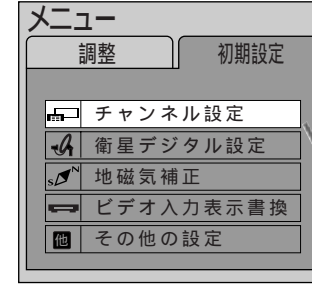 メニュー
調整 初期設定
チャンネル設定
衛星デジタル設定
S N 地磁気補正
ビデオ入力表示書換
他 その他の設定